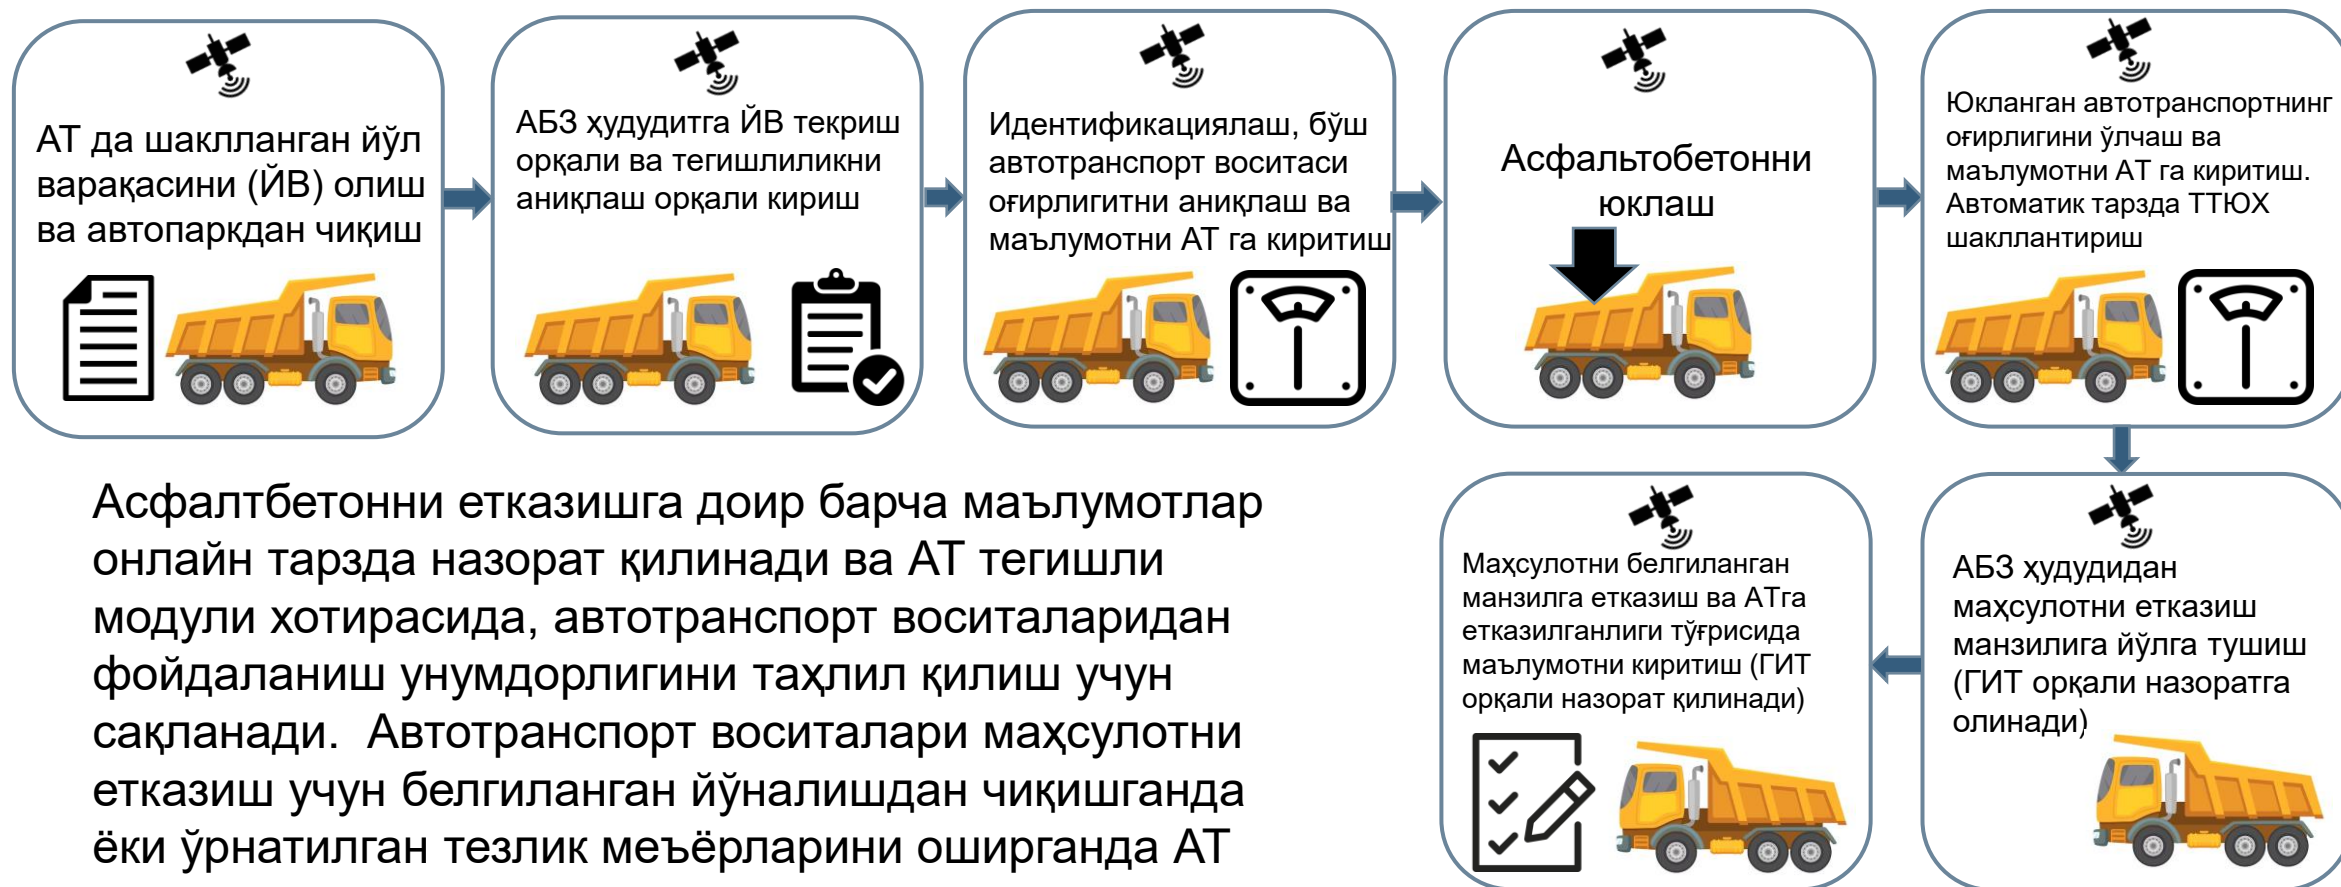 АТ да шаклланган йўл
варақасини (ЙВ) олиш
ва автопаркдан чиқиш
АБЗ ҳудудитга ЙВ текриш
орқали ва тегишлиликни
аниқлаш орқали кириш
Идентификациялаш, бўш
автотранспорт воситаси
оғирлигитни аниқлаш ва
маълумотни АТ га киритиш
Асфальтобетонни
юклаш
Юкланган автотранспортнинг
оғирлигини ўлчаш ва
маълумотни АТ га киритиш.
Автоматик тарзда ТТЮХ
шакллантириш
АБЗ ҳудудидан
маҳсулотни етказиш
манзилига йўлга тушиш
(ГИТ орқали назоратга
олинади)
Маҳсулотни белгиланган
манзилга етказиш ва АТга
етказилганлиги тўғрисида
маълумотни киритиш (ГИТ
орқали назорат қилинади)
Асфалтбетонни етказишга доир барча маълумотлар
онлайн тарзда назорат қилинади ва АТ тегишли
модули хотирасида, автотранспорт воситаларидан
фойдаланиш унумдорлигини таҳлил қилиш учун
сақланади.  Автотранспорт воситалари маҳсулотни
етказиш учун белгиланган йўналишдан чиқишганда
ёки ўрнатилган тезлик меъёрларини оширганда АТ